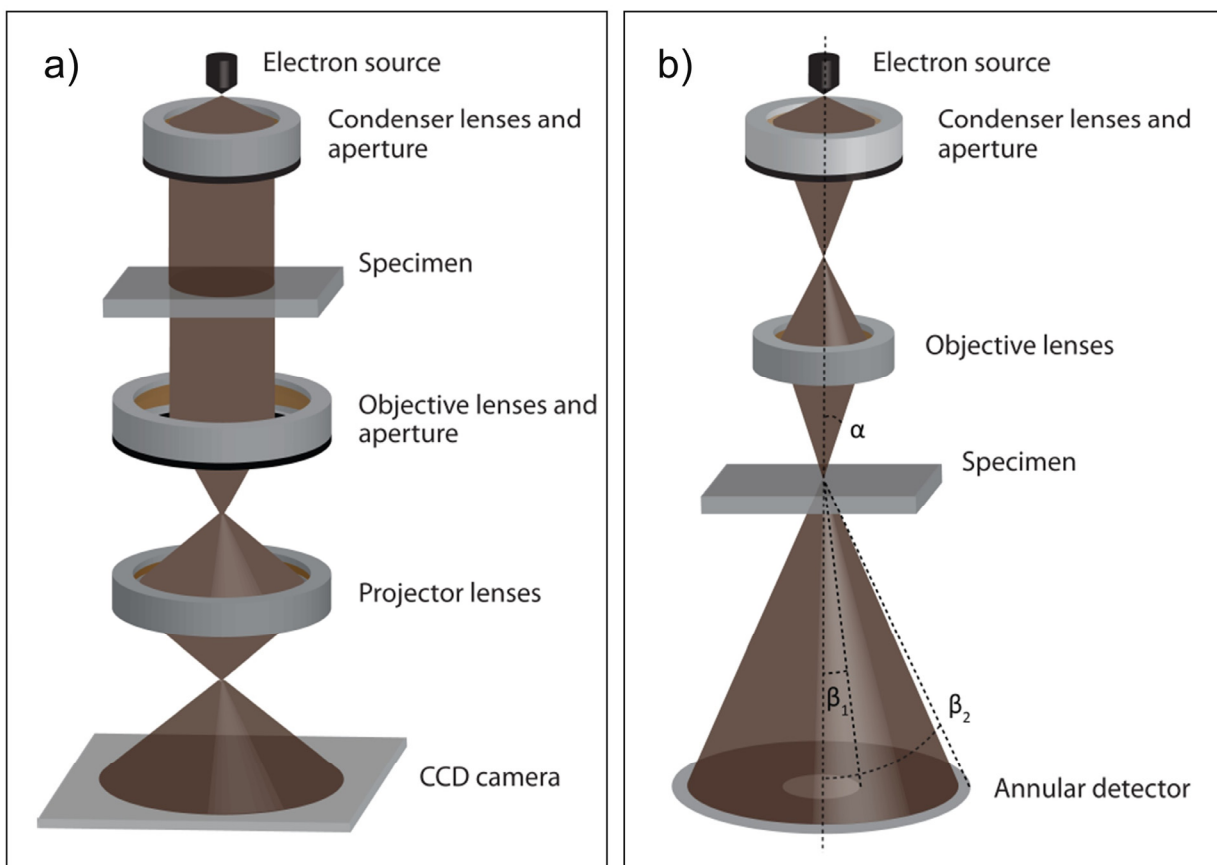 a)
Electron source
Condenser lenses and
aperture
Specimen
Objective lenses and
aperture
Projector lenses
CCD camera
b)
Electron source
Condenser lenses and
aperture
Objective lenses
α
Specimen
β₁
β₂
Annular detector